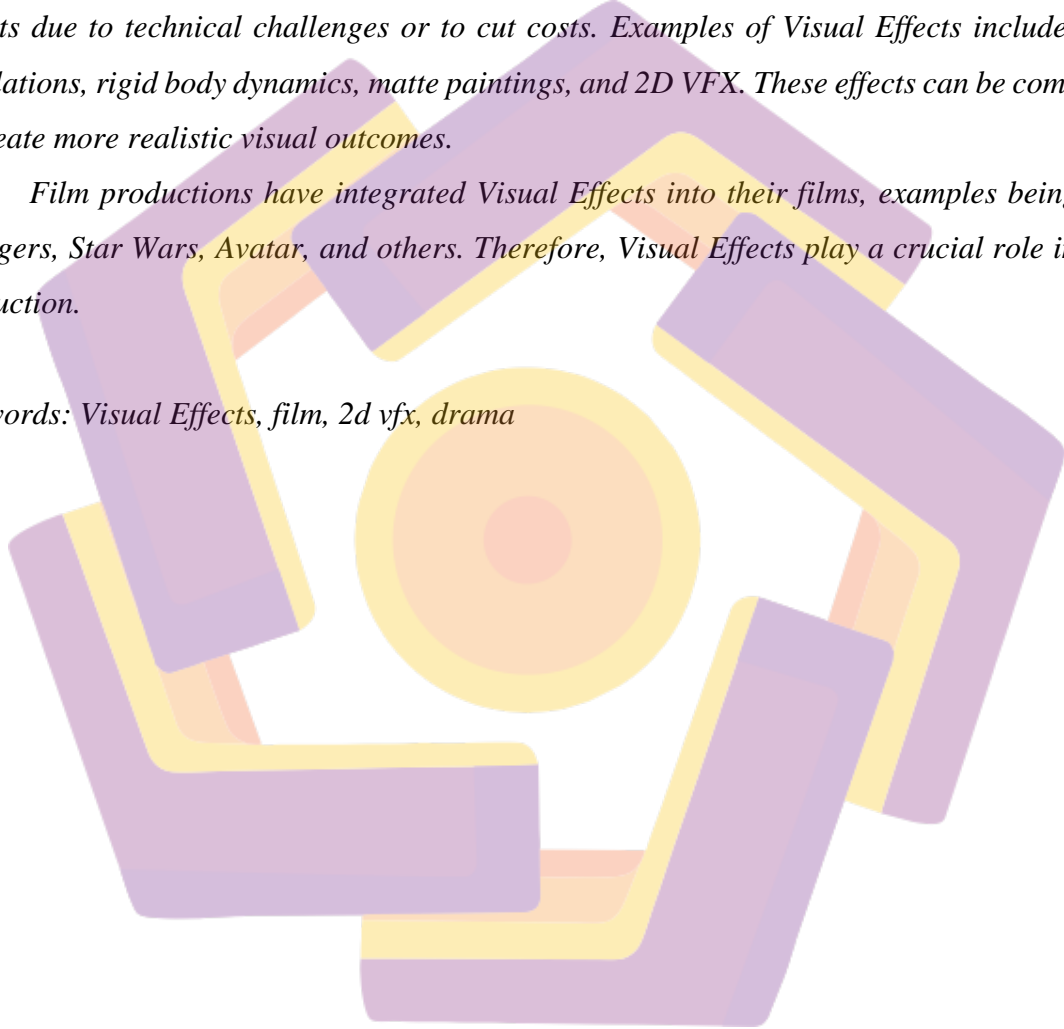 ts due to technical challenges or to cut costs. Examples of Visual Effects include
lations, rigid body dynamics, matte paintings, and 2D VFX. These effects can be com
eate more realistic visual outcomes.
Film productions have integrated Visual Effects into their films, examples being
gers, Star Wars, Avatar, and others. Therefore, Visual Effects play a crucial role in
uction.
words: Visual Effects, film, 2d vfx, drama